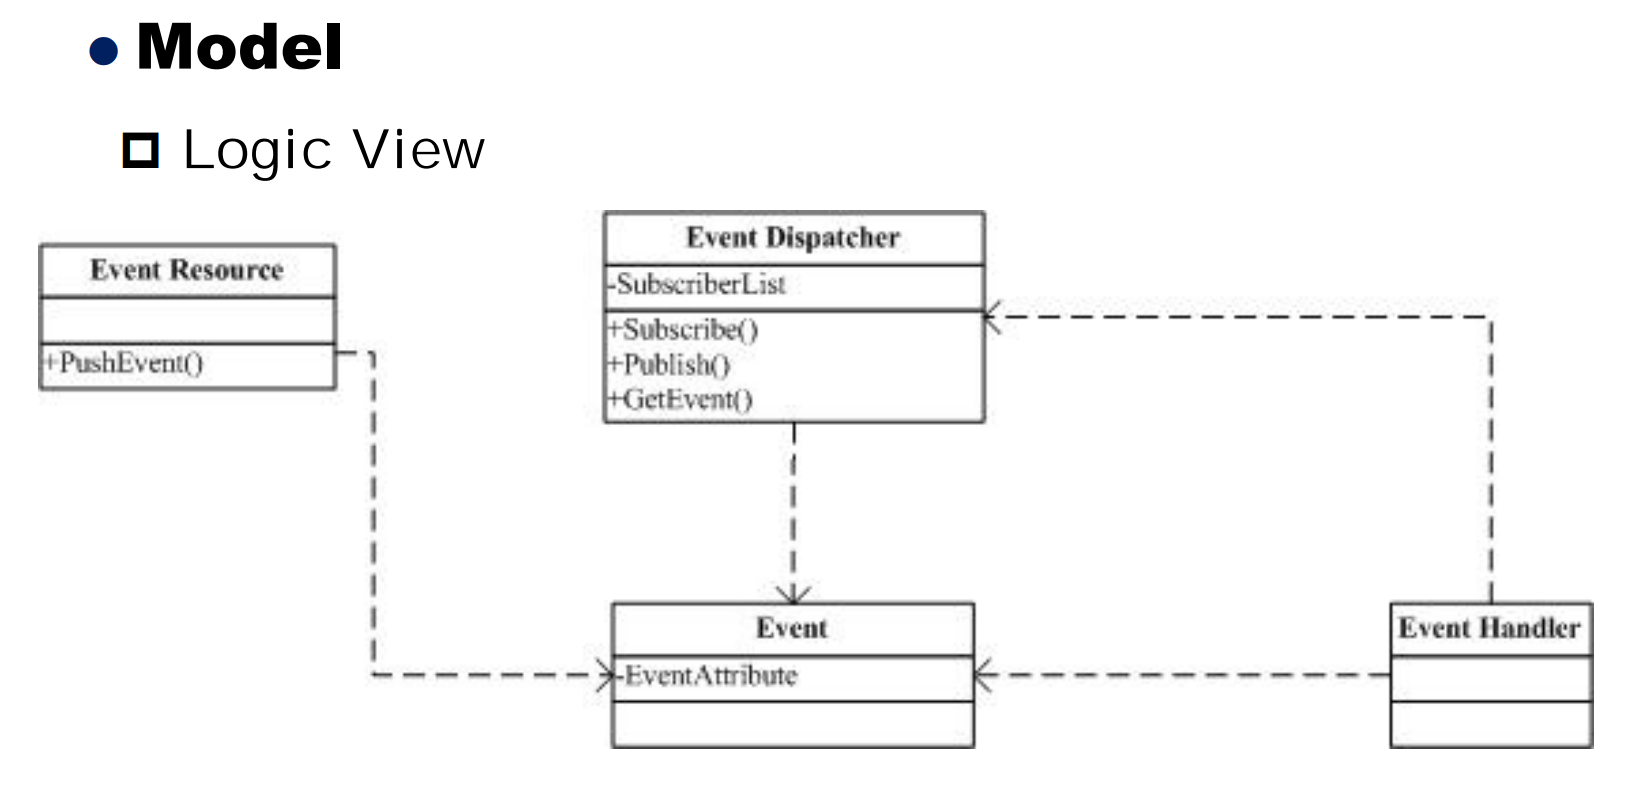 Model
Logic View
Event Resource
+PushEvent()
Event Dispatcher
-SubscriberList
+Subscribe()
+Publish()
+GetEvent()
Event
-EventAttribute
Event Handler